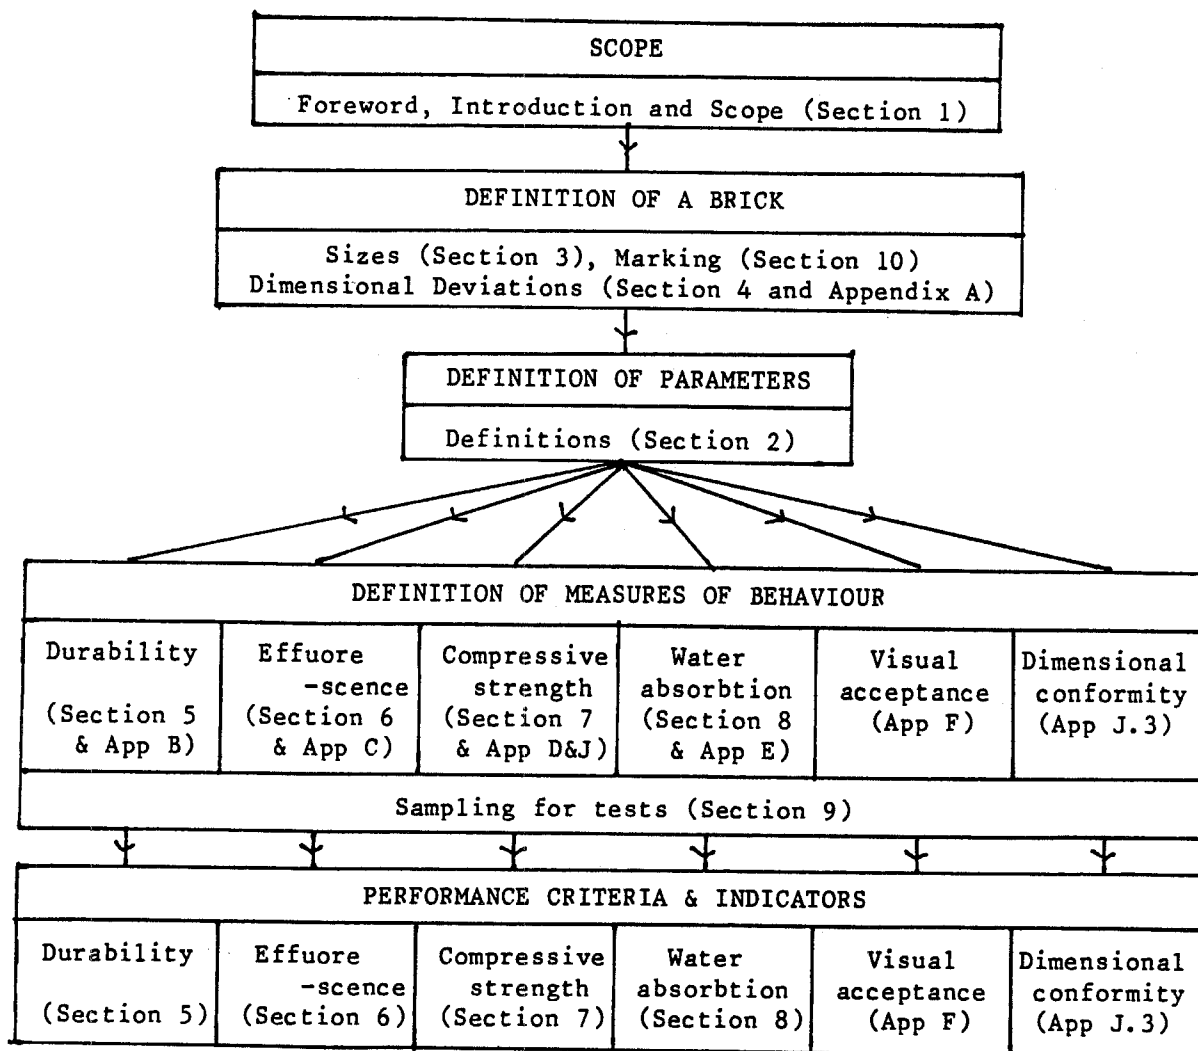 SCOPE
Foreword, Introduction and Scope (Section 1)
DEFINITION OF A BRICK
Sizes (Section 3), Marking (Section 10)
Dimensional Deviations (Section 4 and Appendix A)
DEFINITION OF PARAMETERS
Definitions (Section 2)
DEFINITION OF MEASURES OF BEHAVIOUR
Durability
(Section 5
& App B)
Effuore
-scence
(Section 6
& App C)
Compressive
strength
(Section 7
& App D&J)
Water
absorbtion
(Section 8
& App E)
Visual
acceptance
(App F)
Dimensional
conformity
(App J.3)
Sampling for tests (Section 9)
PERFORMANCE CRITERIA & INDICATORS
Durability
(Section 5)
Effuore
-scence
(Section 6)
Compressive
strength
(Section 7)
Water
absorbtion
(Section 8)
Visual
acceptance
(App F)
Dimensional
conformity
(App J.3)